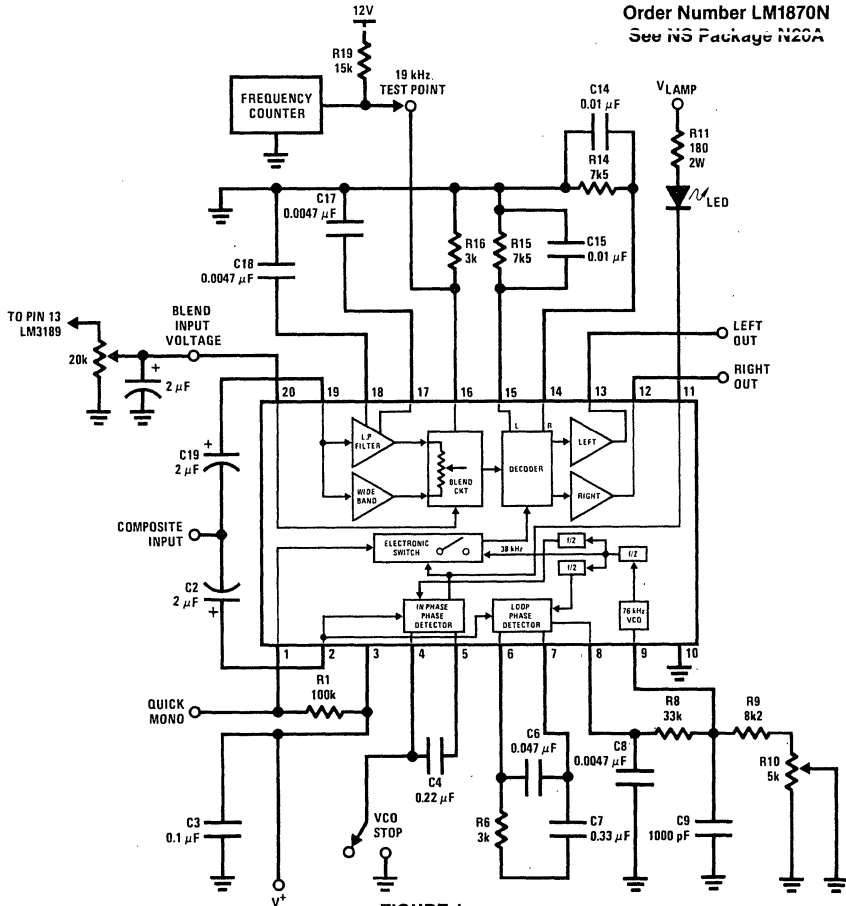 12V
Order Number LM1870N
See NS Package N20A
R19
15k
19 kHz
TEST POINT
FREQUENCY
COUNTER
C14
0.01 µF
R14
7k5
VLAMP
R11
180
2W
LED
C17
0.0047 µF
C18
0.0047 µF
R16
3k
R15
7k5
C15
0.01 µF
TO PIN 13
LM3189
BLEND
INPUT
VOLTAGE
20k
+
2 µF
LEFT
OUT
RIGHT
OUT
20 19 18 17 16 15 14 13 12 11
L.P
FILTER
WIDE
BAND
BLEND
CKT
L R
DECODER
LEFT
RIGHT
+
C19
2 µF
COMPOSITE
INPUT
C2
2 µF
+
ELECTRONIC
SWITCH
38 kHz
f/2
f/2
f/2
IN PHASE
PHASE
DETECTOR
LOOP
PHASE
DETECTOR
76 kHz
VCO
1 2 3 4 5 6 7 8 9 10
QUICK
MONO
R1
100k
C3
0.1 µF
V+
C4
0.22 µF
VCO
STOP
C6
0.047 µF
R6
3k
C7
0.33 µF
C8
0.0047 µF
R8
33k
R9
8k2
R10
5k
C9
1000 pF